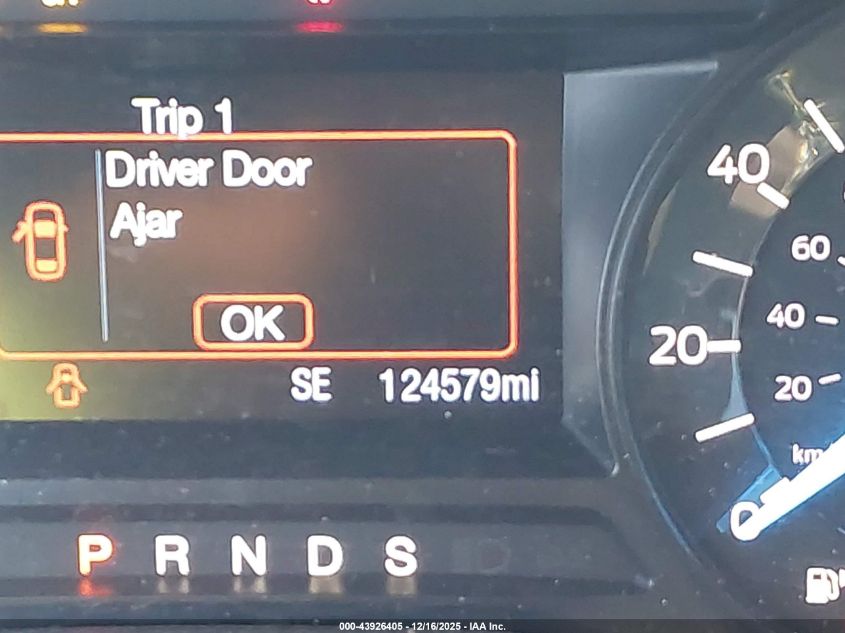 Trip 1
Driver Door
Ajar
OK
SE 124579mi
P R N D S
40
20
0
60
40
20
km/
000-43926405 - 12/16/2025 - IAA Inc.